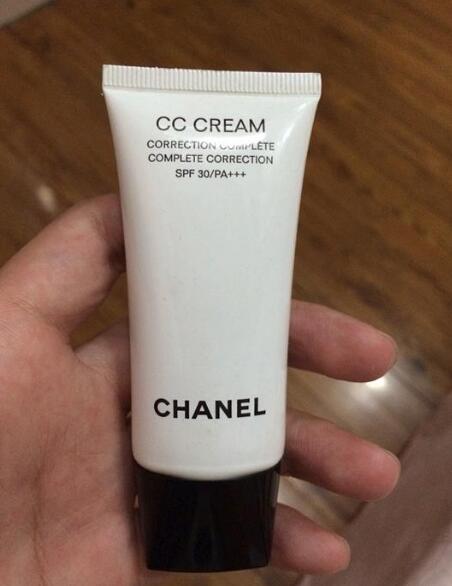 CC CREAM
CORRECTION COMPLÈTE
COMPLETE CORRECTION
SPF 30/PA+++
CHANEL